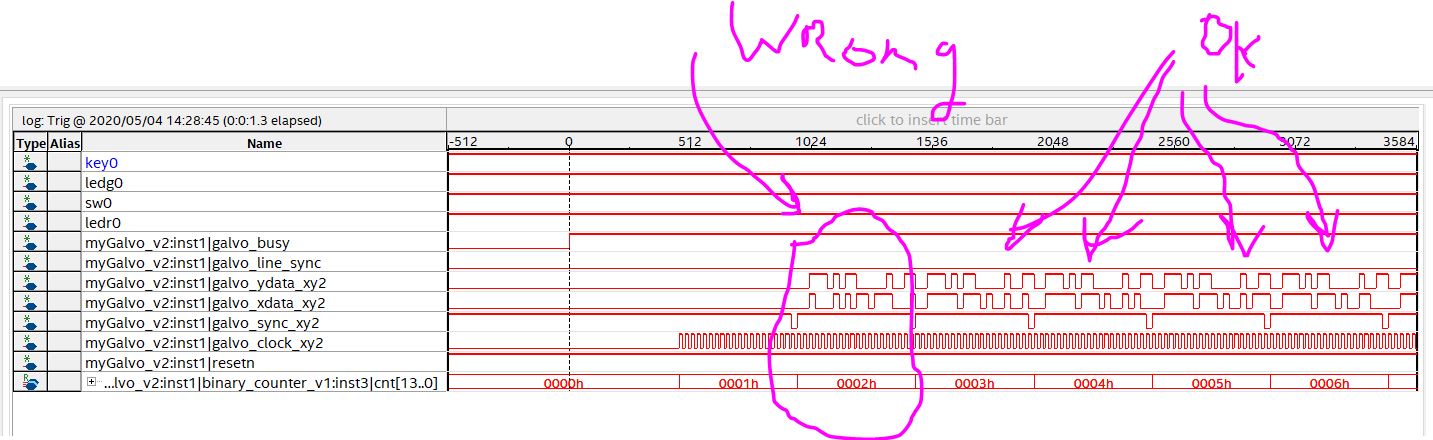 WRong
Ok
log: Trig @ 2020/05/04 14:28:45 (0:0:1.3 elapsed)
click to insert time bar
Type Alias Name -512 0 512 1024 1536 2048 2560 3072 3584
key0
ledg0
sw0
ledr0
myGalvo_v2:inst1|galvo_busy
myGalvo_v2:inst1|galvo_line_sync
myGalvo_v2:inst1|galvo_ydata_xy2
myGalvo_v2:inst1|galvo_xdata_xy2
myGalvo_v2:inst1|galvo_sync_xy2
myGalvo_v2:inst1|galvo_clock_xy2
myGalvo_v2:inst1|resetn
...lvo_v2:inst1|binary_counter_v1:inst3|cnt[13..0] 0000h 0001h 0002h 0003h 0004h 0005h 0006h